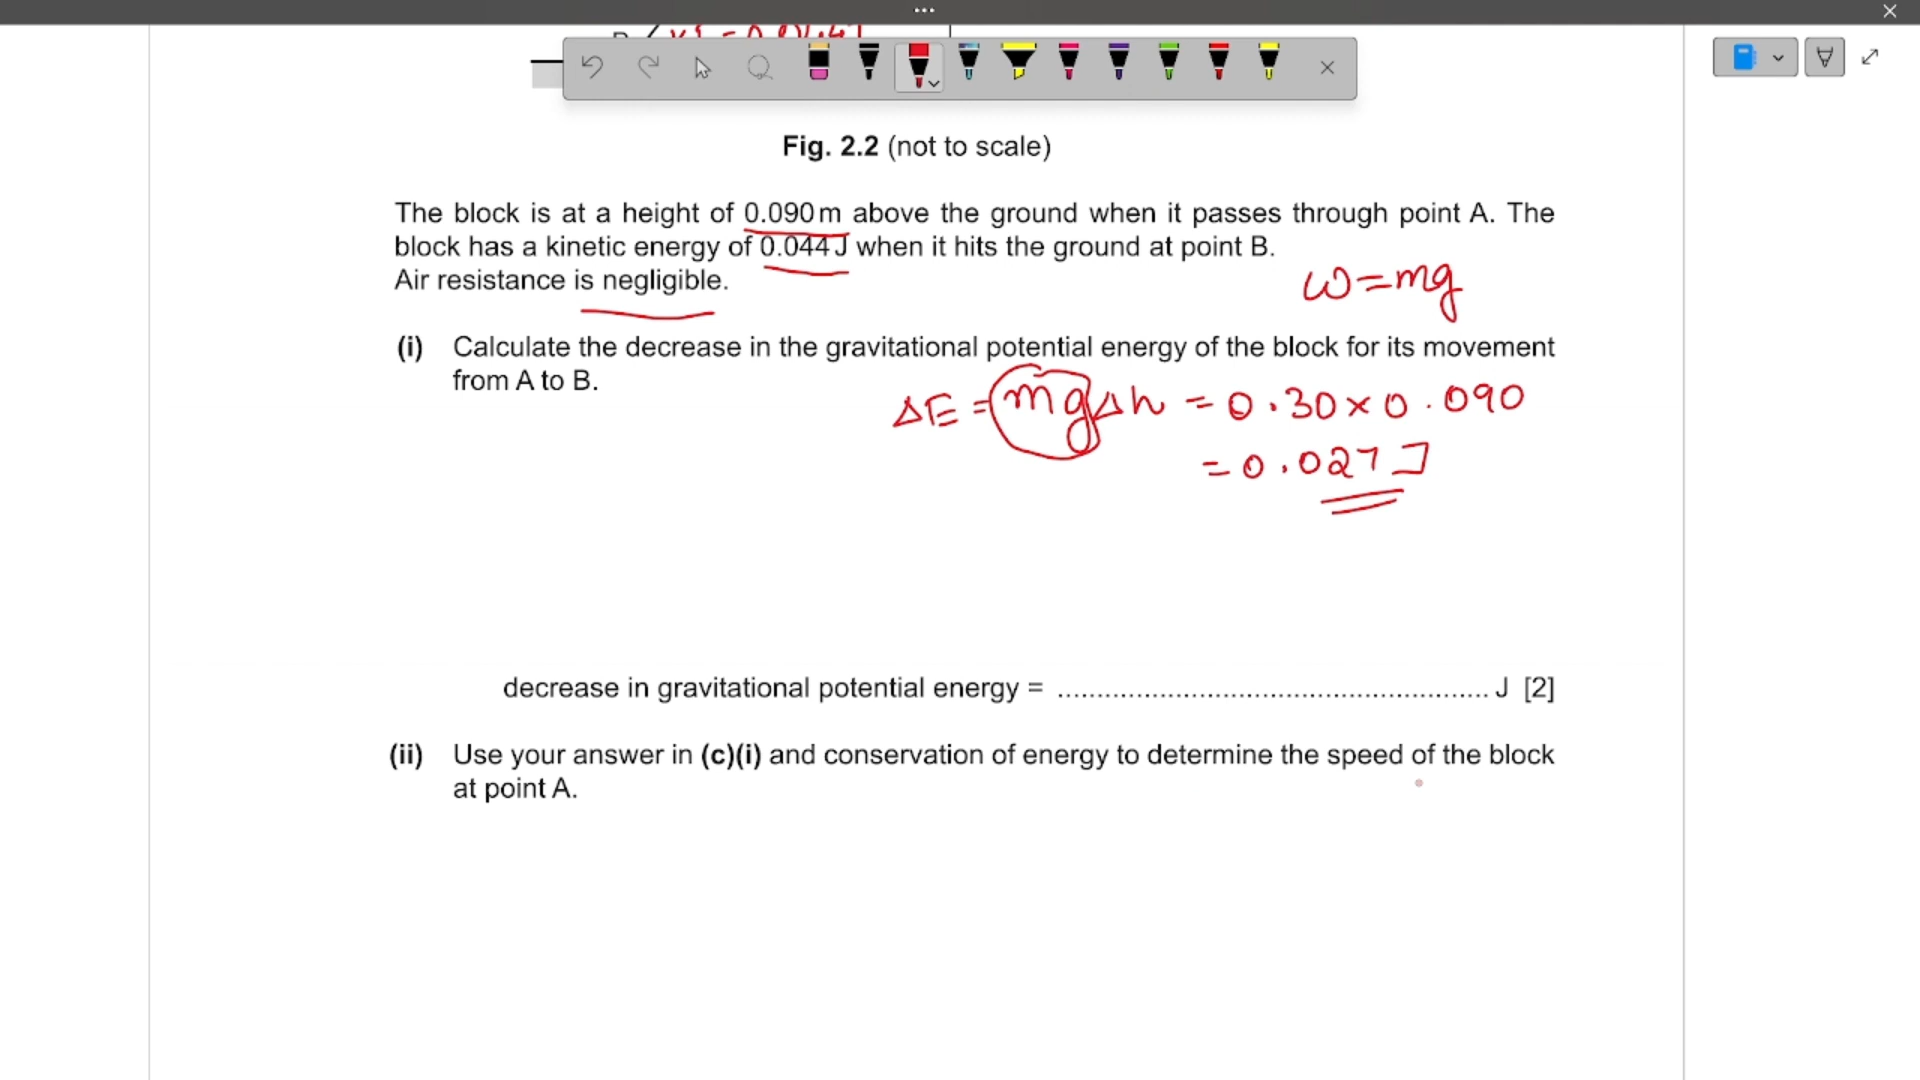 Fig. 2.2 (not to scale)
The block is at a height of 0.090 m above the ground when it passes through point A. The
block has a kinetic energy of 0.044 J when it hits the ground at point B.
Air resistance is negligible.
ω=mg
(i) Calculate the decrease in the gravitational potential energy of the block for its movement
from A to B.
ΔE = mgΔh = 0.30 × 0.090
= 0.027 J
decrease in gravitational potential energy = ...................................................... J [2]
(ii) Use your answer in (c)(i) and conservation of energy to determine the speed of the block
at point A.